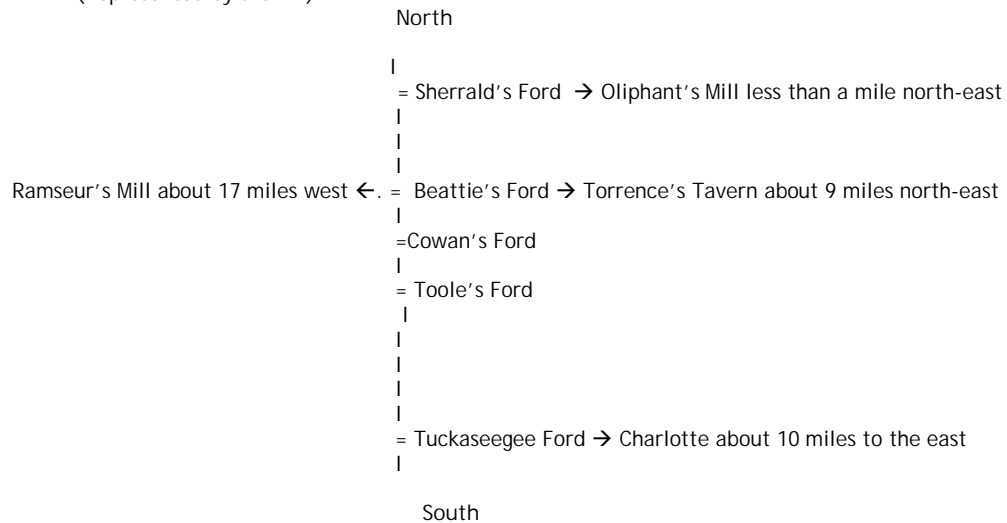 North
I
= Sherrald's Ford → Oliphant's Mill less than a mile north-east
I
I
I
Ramseur's Mill about 17 miles west ←. = Beattie's Ford → Torrence's Tavern about 9 miles north-east
I
=Cowan's Ford
I
= Toole's Ford
I
I
I
I
I
= Tuckaseegee Ford → Charlotte about 10 miles to the east
I
South